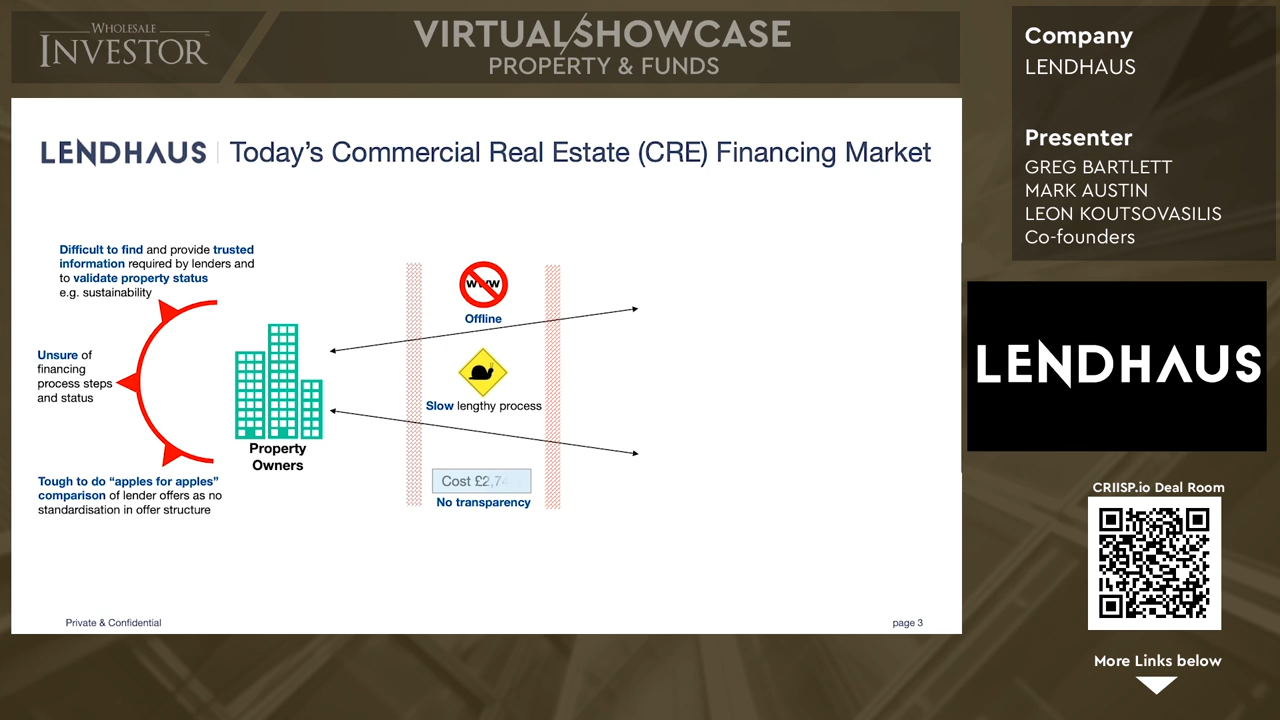 WHOLESALE
INVESTOR
VIRTUAL/SHOWCASE
PROPERTY & FUNDS
Company
LENDHAUS
Presenter
GREG BARTLETT
MARK AUSTIN
LEON KOUTSOVASILIS
Co-founders
LENDHAUS
CRIISP.io Deal Room
More Links below
LENDHAUS | Today's Commercial Real Estate (CRE) Financing Market
Difficult to find and provide trusted
information required by lenders and
to validate property status
e.g. sustainability
Unsure of
financing
process steps
and status
Tough to do “apples for apples”
comparison of lender offers as no
standardisation in offer structure
Property
Owners
www
Offline
Slow lengthy process
Cost £2,74
No transparency
Private & Confidential
page 3